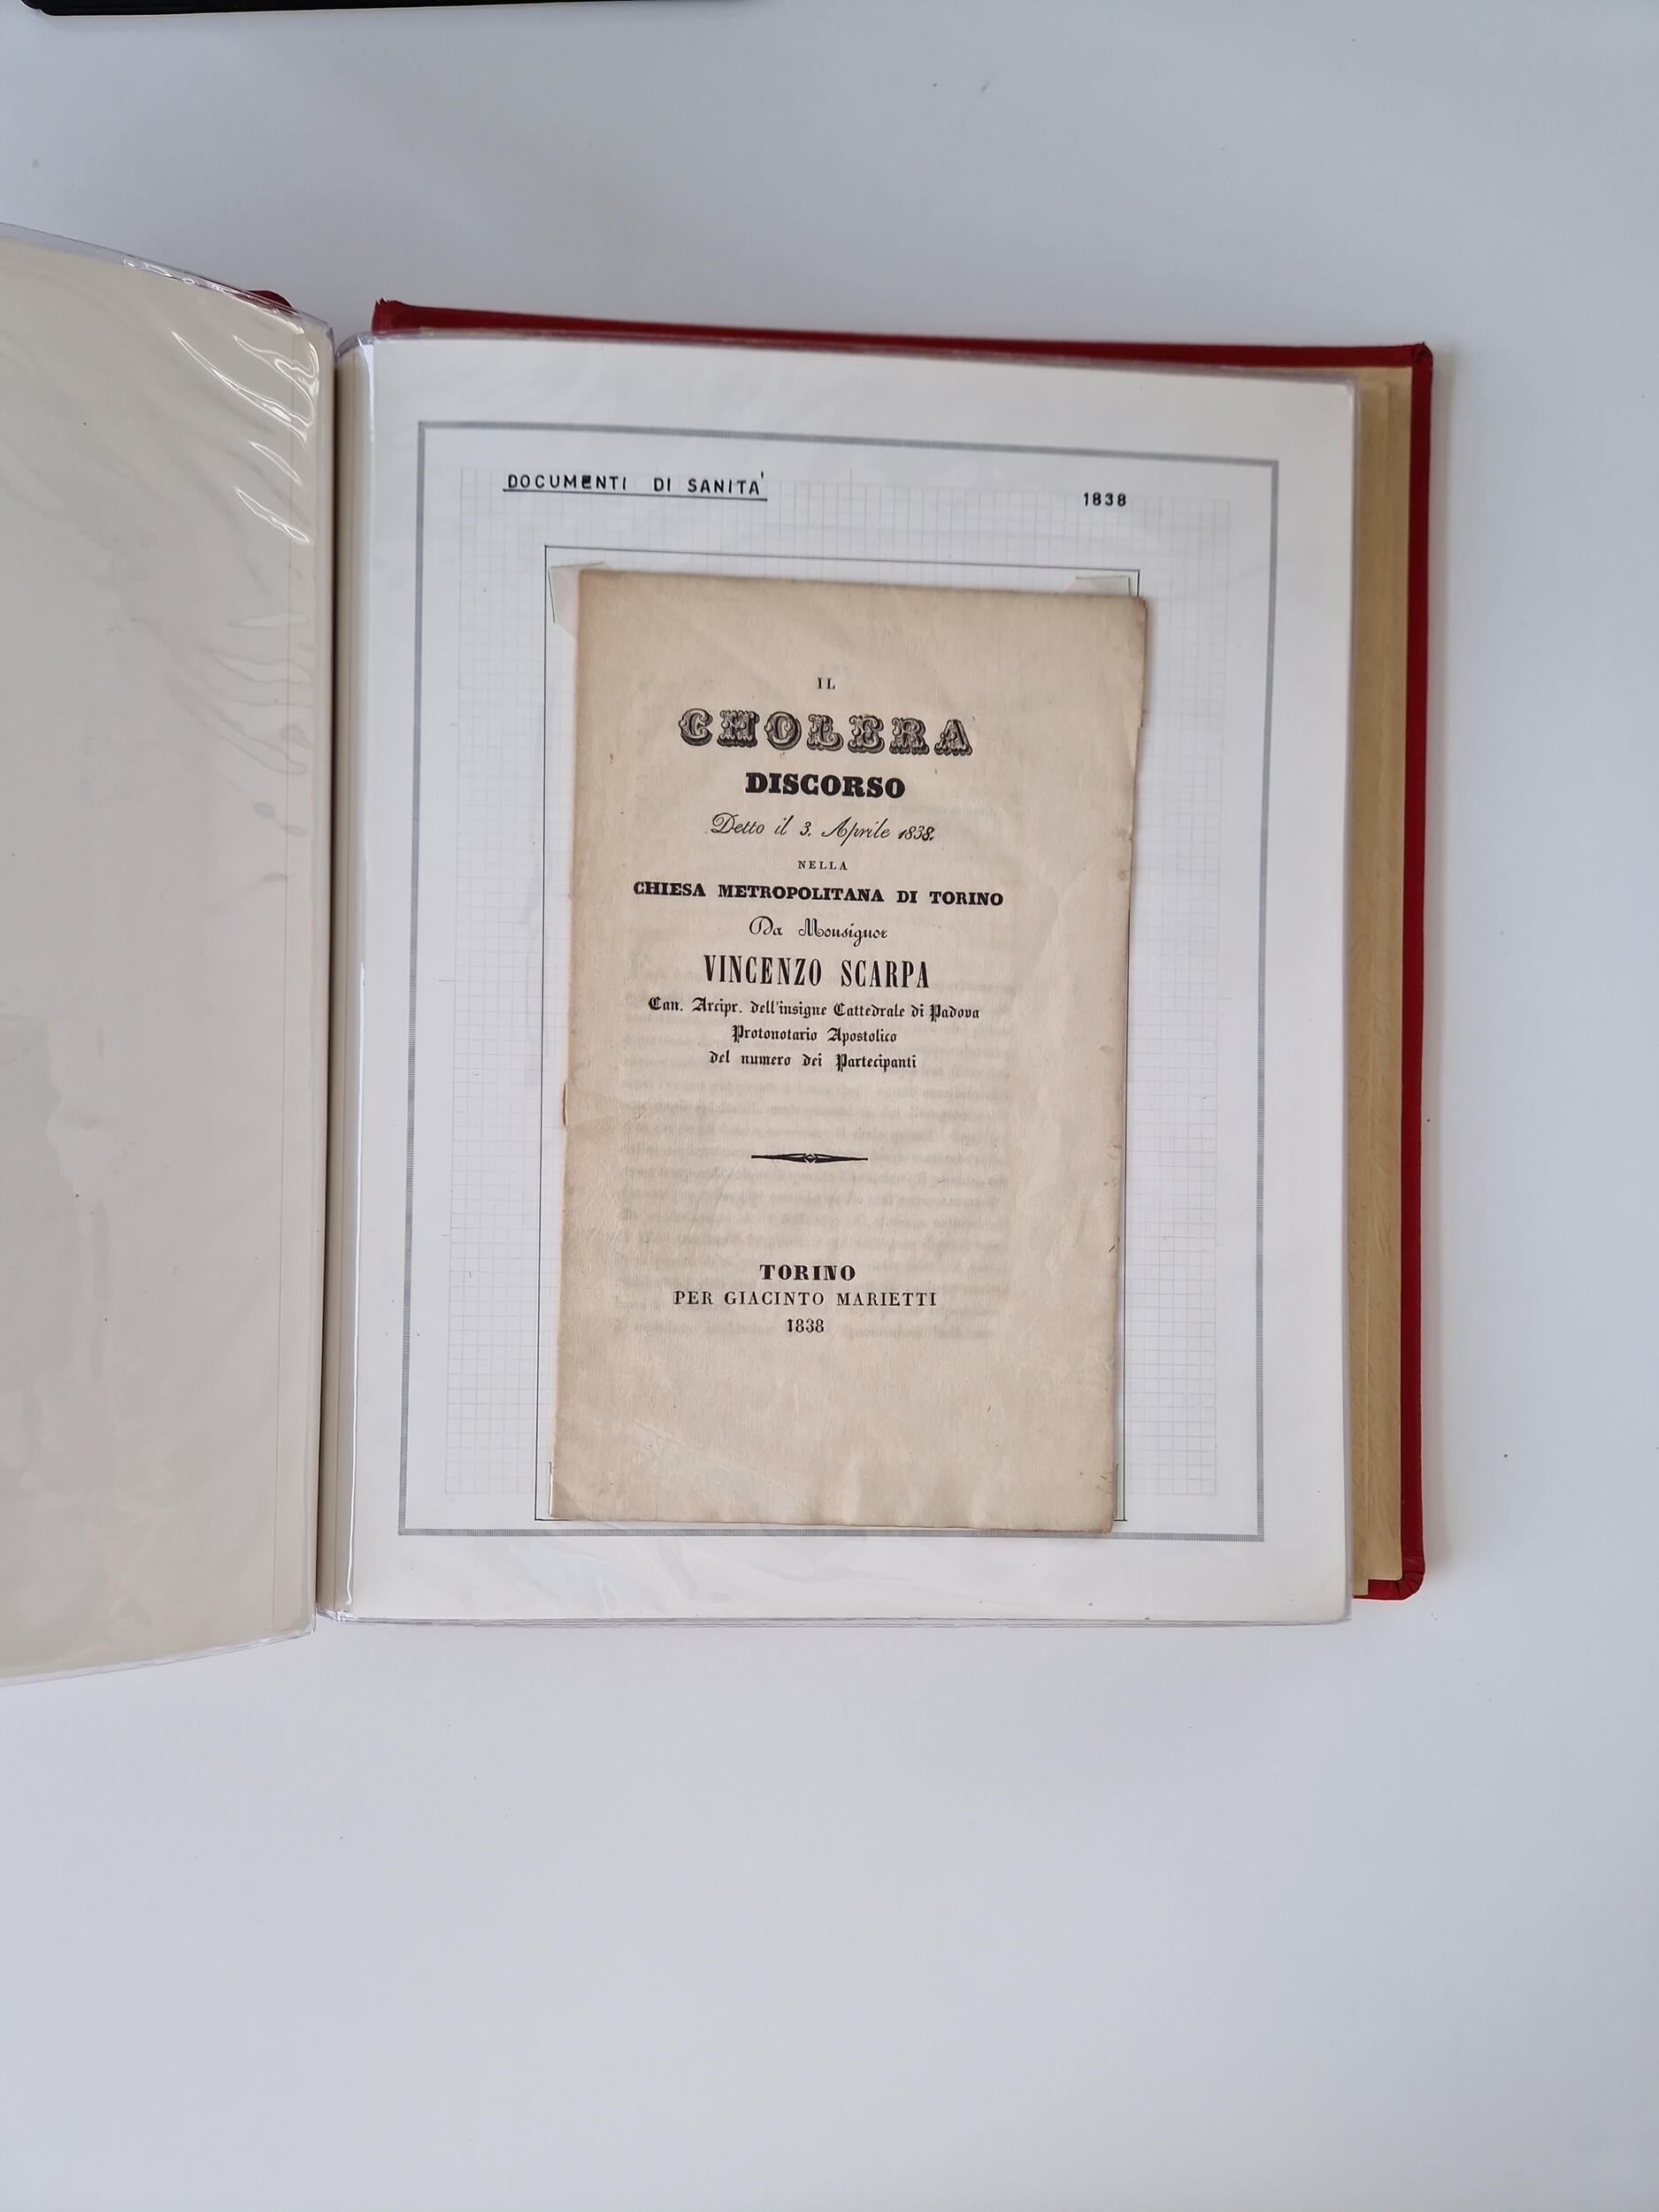 DOCUMENTI DI SANITA'
1838
IL
CHOLERA
DISCORSO
Detto il 3. Aprile 1838.
NELLA
CHIESA METROPOLITANA DI TORINO
Da Monsignor
VINCENZO SCARPA
Can. Arcipr. dell'insigne Cattedrale di Padova
Protonotario Apostolico
del numero dei Partecipanti
TORINO
PER GIACINTO MARIETTI
1838